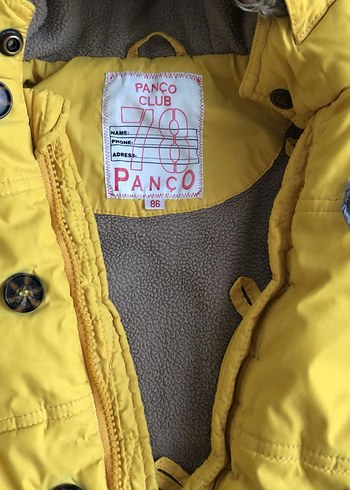 PANÇO
CLUB
78
NAME:
PHONE:
ADRESS:
PANÇO
86